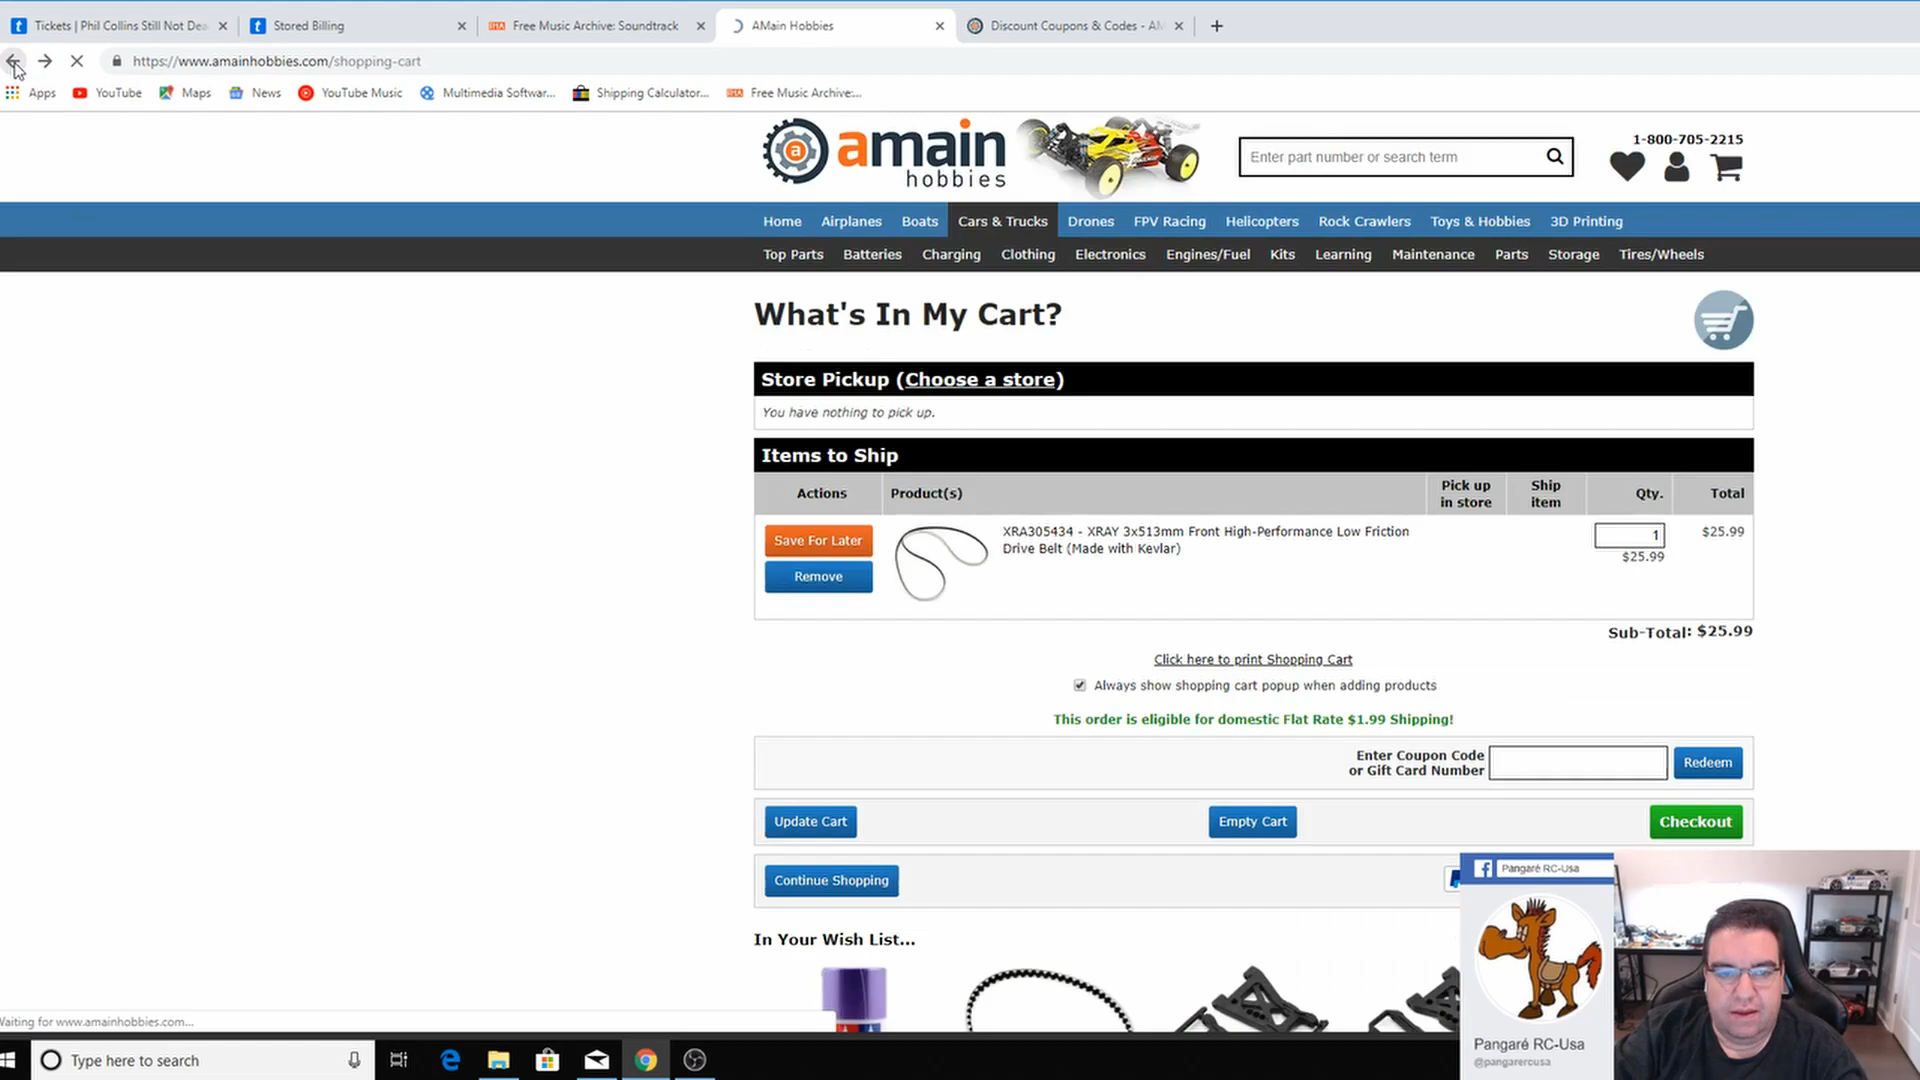 Tickets | Phil Collins Still Not Dea
Stored Billing
Free Music Archive: Soundtrack
AMain Hobbies
Discount Coupons & Codes - AM
https://www.amainhobbies.com/shopping-cart
Apps
YouTube
Maps
News
YouTube Music
Multimedia Softwar...
Shipping Calculator...
Free Music Archive:...
amain
hobbies
Enter part number or search term
1-800-705-2215
Home Airplanes Boats Cars & Trucks Drones FPV Racing Helicopters Rock Crawlers Toys & Hobbies 3D Printing
Top Parts Batteries Charging Clothing Electronics Engines/Fuel Kits Learning Maintenance Parts Storage Tires/Wheels
What's In My Cart?
Store Pickup (Choose a store)
You have nothing to pick up.
Items to Ship
Actions Product(s) Pick up in store Ship item Qty. Total
Save For Later
Remove
XRA305434 - XRAY 3x513mm Front High-Performance Low Friction
Drive Belt (Made with Kevlar)
1
$25.99
$25.99
Sub-Total: $25.99
Click here to print Shopping Cart
Always show shopping cart popup when adding products
This order is eligible for domestic Flat Rate $1.99 Shipping!
Enter Coupon Code
or Gift Card Number
Redeem
Update Cart
Empty Cart
Checkout
Continue Shopping
In Your Wish List...
Pangaré RC-Usa
Pangaré RC-Usa
@pangarercusa
Waiting for www.amainhobbies.com...
Type here to search